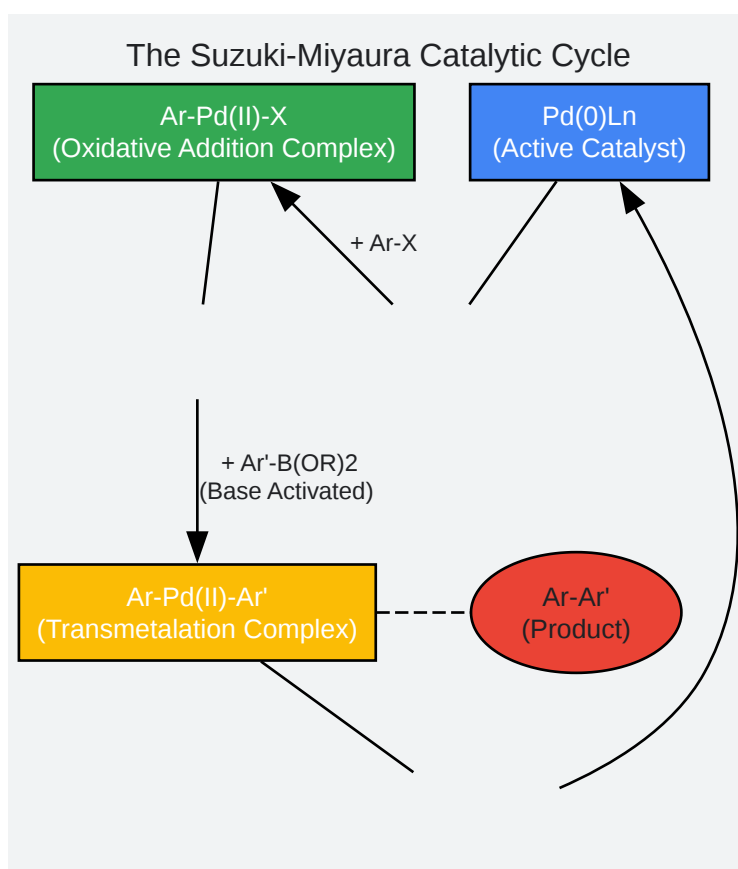 The Suzuki-Miyaura Catalytic Cycle
Ar-Pd(II)-X
(Oxidative Addition Complex)
Pd(0)Ln
(Active Catalyst)
+ Ar-X
+ Ar'-B(OR)2
(Base Activated)
Ar-Pd(II)-Ar'
(Transmetalation Complex)
Ar-Ar'
(Product)